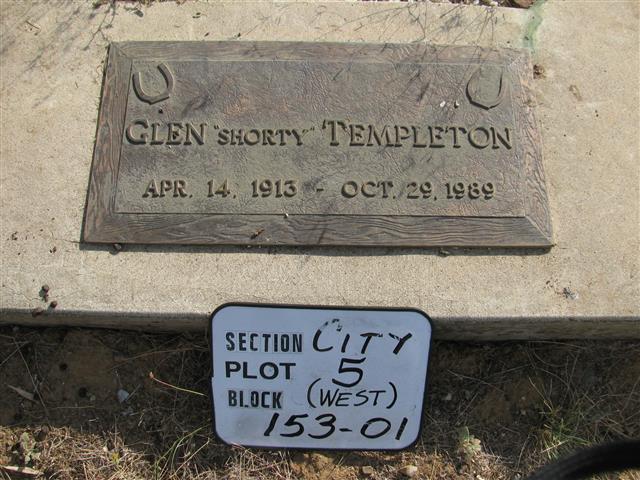 GLEN "SHORTY" TEMPLETON
APR. 14. 1913 - OCT. 29, 1989
SECTION CITY
PLOT 5
BLOCK (WEST)
153-01